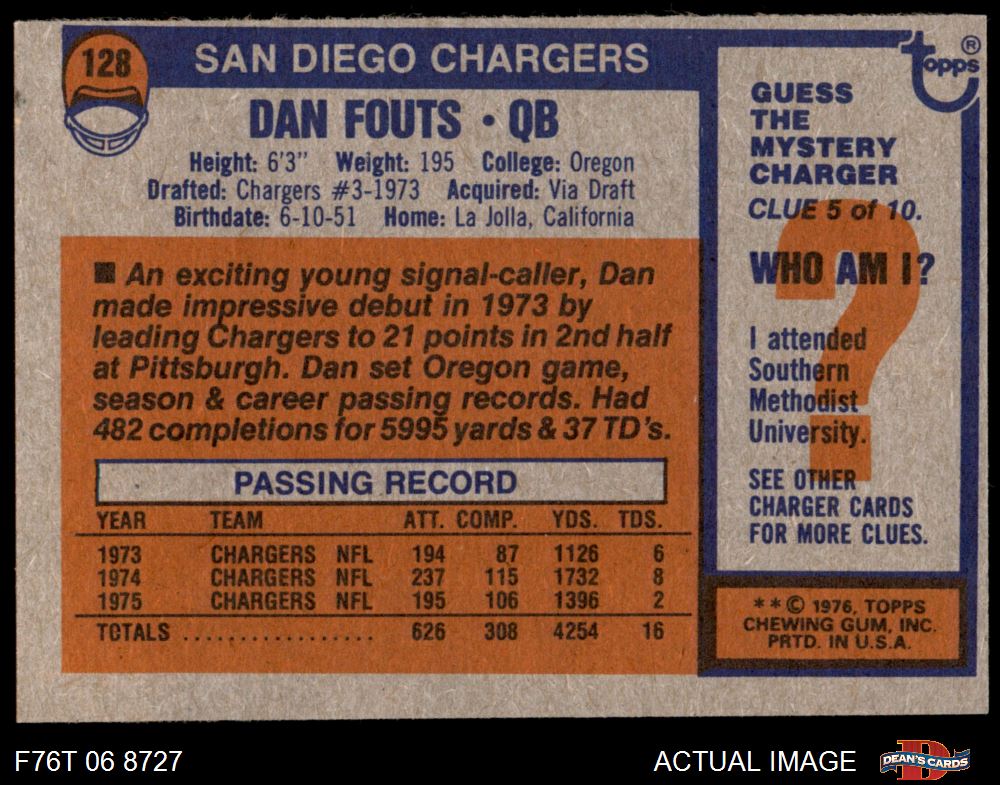 128
SAN DIEGO CHARGERS
DAN FOUTS • QB
Height: 6'3" Weight: 195 College: Oregon
Drafted: Chargers #3-1973 Acquired: Via Draft
Birthdate: 6-10-51 Home: La Jolla, California
■ An exciting young signal-caller, Dan
made impressive debut in 1973 by
leading Chargers to 21 points in 2nd half
at Pittsburgh. Dan set Oregon game,
season & career passing records. Had
482 completions for 5995 yards & 37 TD's.
PASSING RECORD
YEAR TEAM ATT. COMP. YDS. TDS.
1973 CHARGERS NFL 194 87 1126 6
1974 CHARGERS NFL 237 115 1732 8
1975 CHARGERS NFL 195 106 1396 2
TOTALS .................. 626 308 4254 16
topps ®
GUESS
THE
MYSTERY
CHARGER
CLUE 5 of 10.
WHO AM I?
?
I attended
Southern
Methodist
University.
SEE OTHER
CHARGER CARDS
FOR MORE CLUES.
**© 1976, TOPPS
CHEWING GUM, INC.
PRTD. IN U.S.A.
F76T 06 8727
ACTUAL IMAGE
D
DEAN'S CARDS